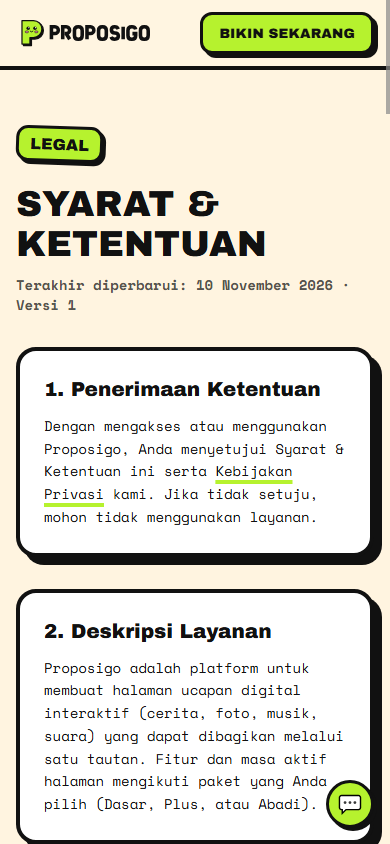 PROPOSIGO
BIKIN SEKARANG
LEGAL
SYARAT &
KETENTUAN
Terakhir diperbarui: 10 November 2026 ·
Versi 1
1. Penerimaan Ketentuan
Dengan mengakses atau menggunakan
Proposigo, Anda menyetujui Syarat &
Ketentuan ini serta Kebijakan
Privasi kami. Jika tidak setuju,
mohon tidak menggunakan layanan.
2. Deskripsi Layanan
Proposigo adalah platform untuk
membuat halaman ucapan digital
interaktif (cerita, foto, musik,
suara) yang dapat dibagikan melalui
satu tautan. Fitur dan masa aktif
halaman mengikuti paket yang Anda
pilih (Dasar, Plus, atau Abadi).